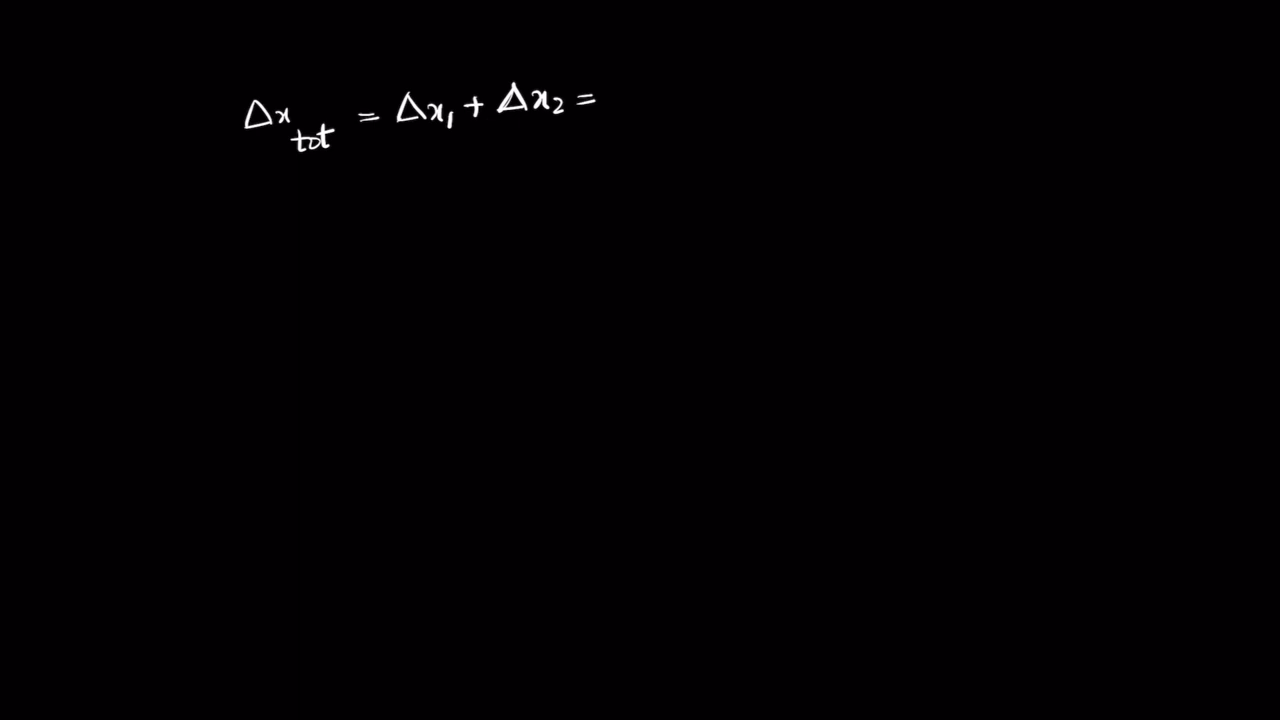 Δx_tot = Δx₁ + Δx₂ =